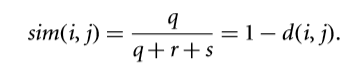 sim(i, j) = q / (q + r + s) = 1 − d(i, j).